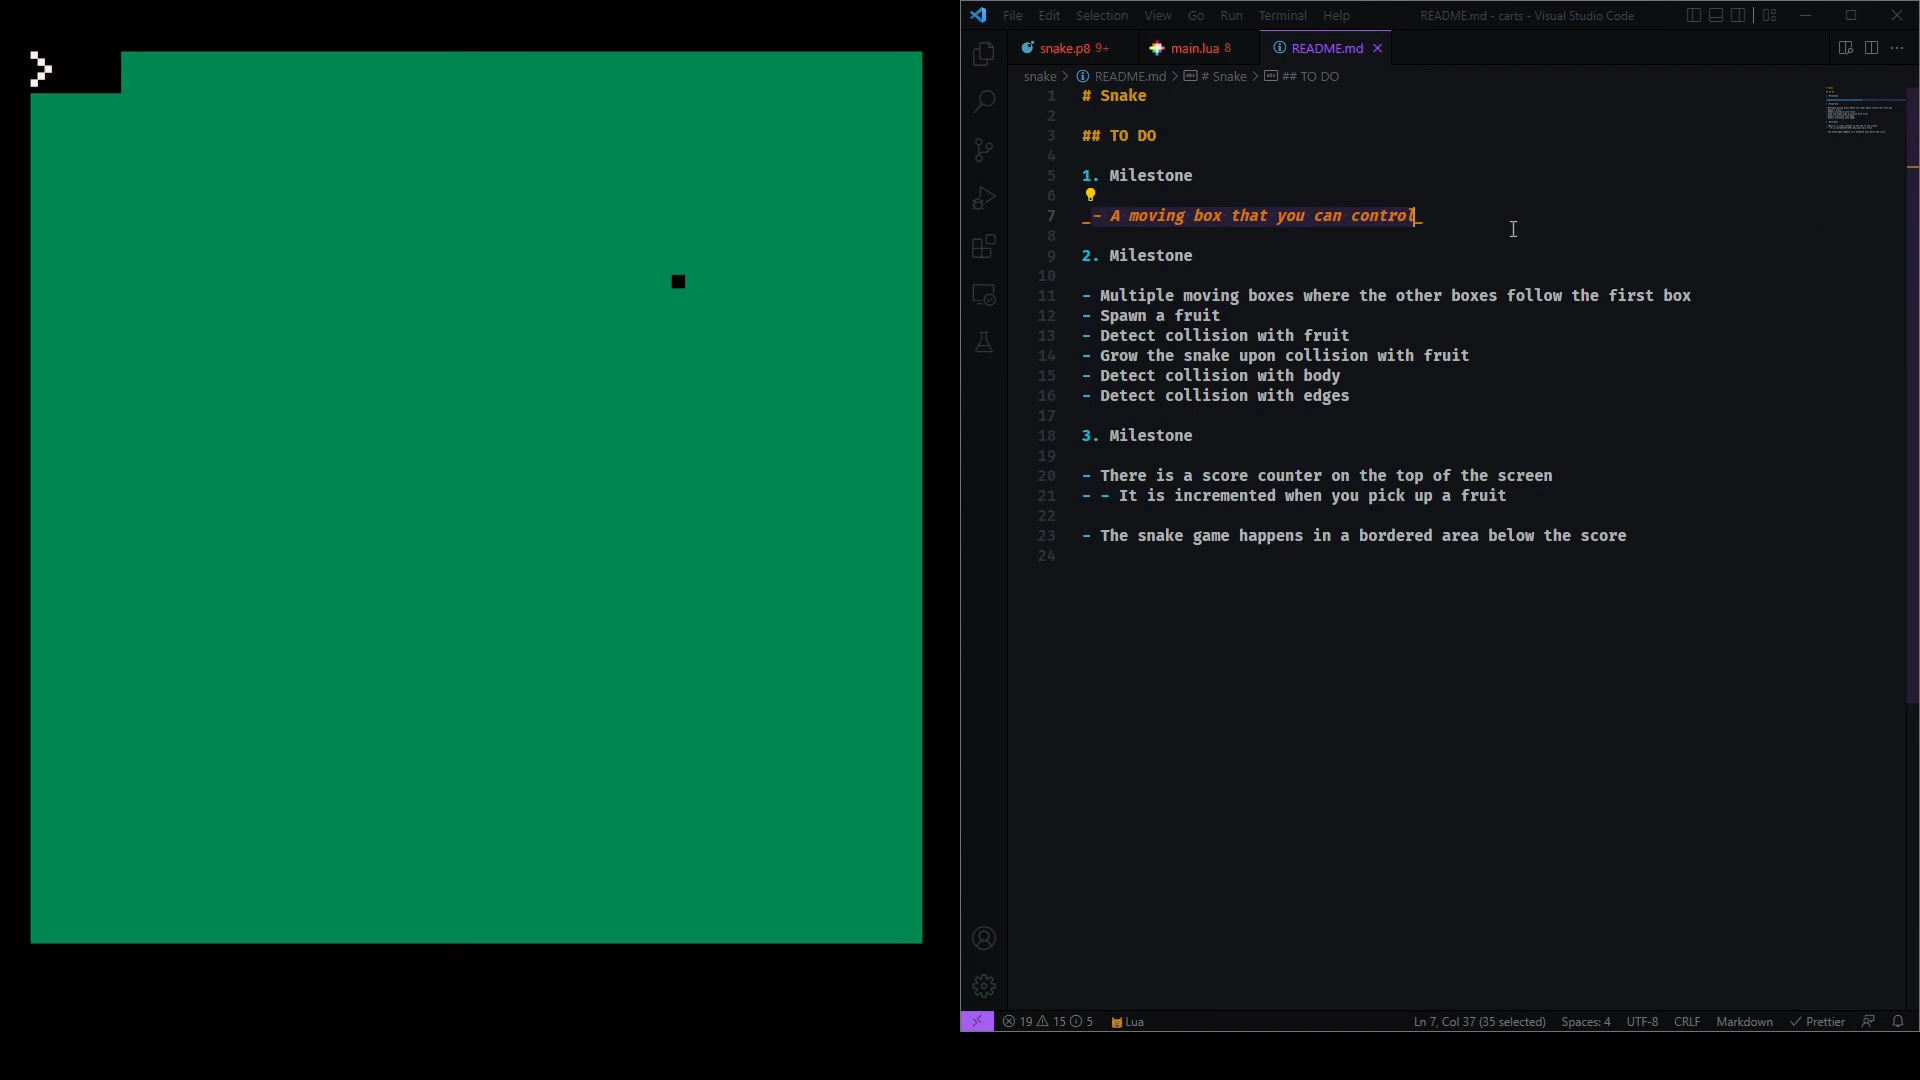 File Edit Selection View Go Run Terminal Help README.md - carts - Visual Studio Code
snake.p8 9+ main.lua 8 README.md
snake > README.md > # Snake > ## TO DO
1 # Snake
2
3 ## TO DO
4
5 1. Milestone
6
7 _- A moving box that you can control_
8
9 2. Milestone
10
11 - Multiple moving boxes where the other boxes follow the first box
12 - Spawn a fruit
13 - Detect collision with fruit
14 - Grow the snake upon collision with fruit
15 - Detect collision with body
16 - Detect collision with edges
17
18 3. Milestone
19
20 - There is a score counter on the top of the screen
21 - - It is incremented when you pick up a fruit
22
23 - The snake game happens in a bordered area below the score
24
19 15 5 Lua Ln 7, Col 37 (35 selected) Spaces: 4 UTF-8 CRLF Markdown Prettier